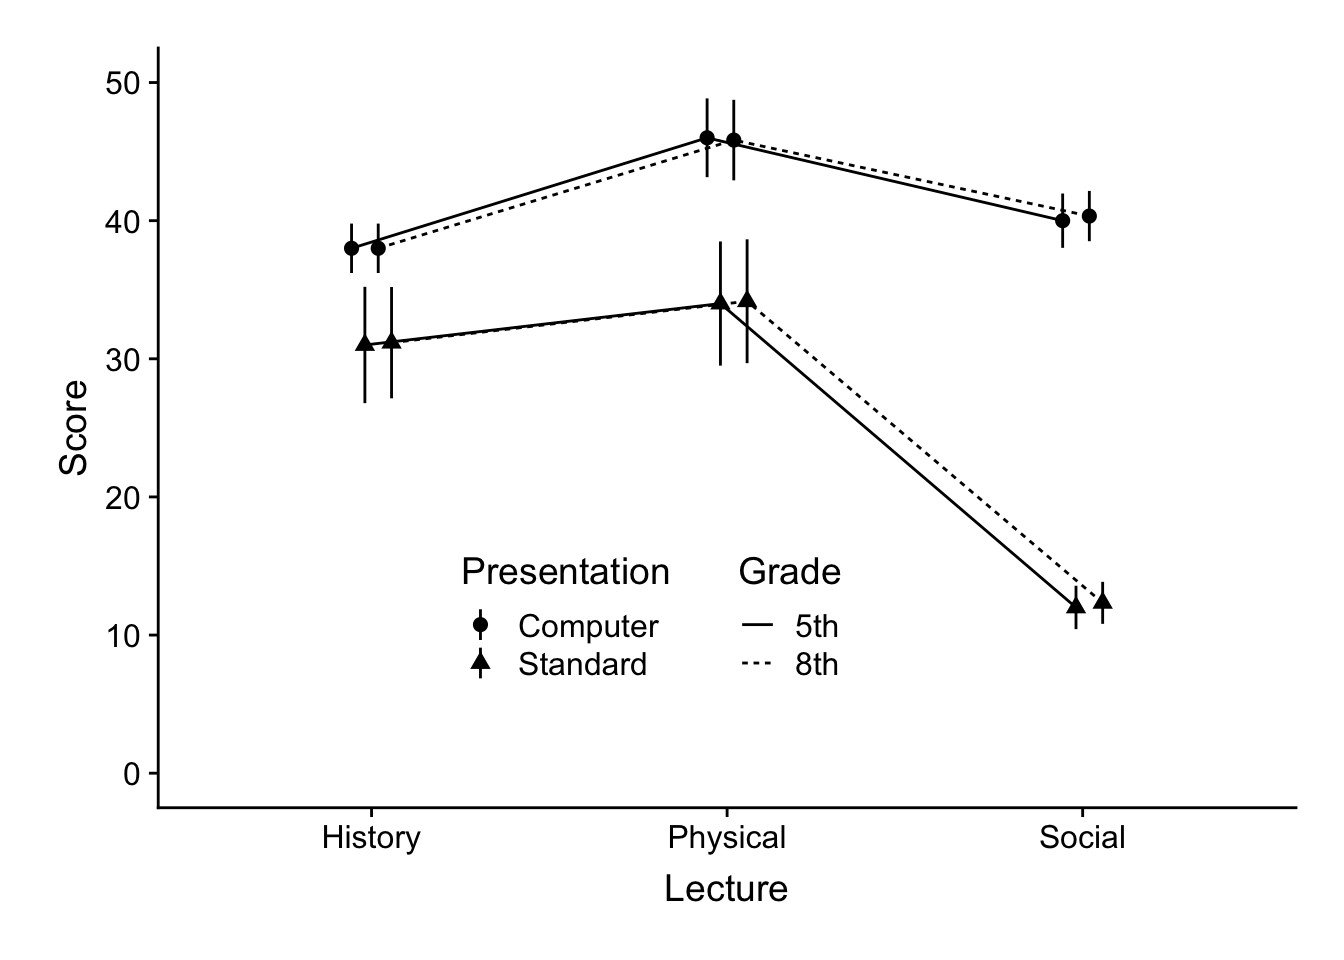 50
40
30
20
10
0
Score
Presentation Grade
Computer 5th
Standard 8th
History Physical Social
Lecture